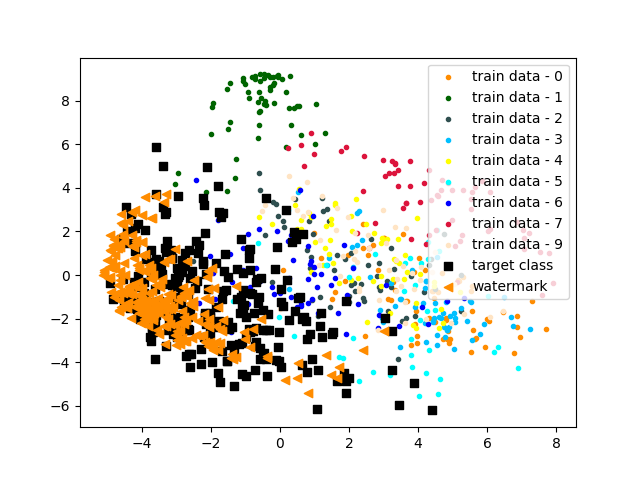 8
6
4
2
0
−2
−4
−6
−4
−2
0
2
4
6
8
train data - 0
train data - 1
train data - 2
train data - 3
train data - 4
train data - 5
train data - 6
train data - 7
train data - 9
target class
watermark